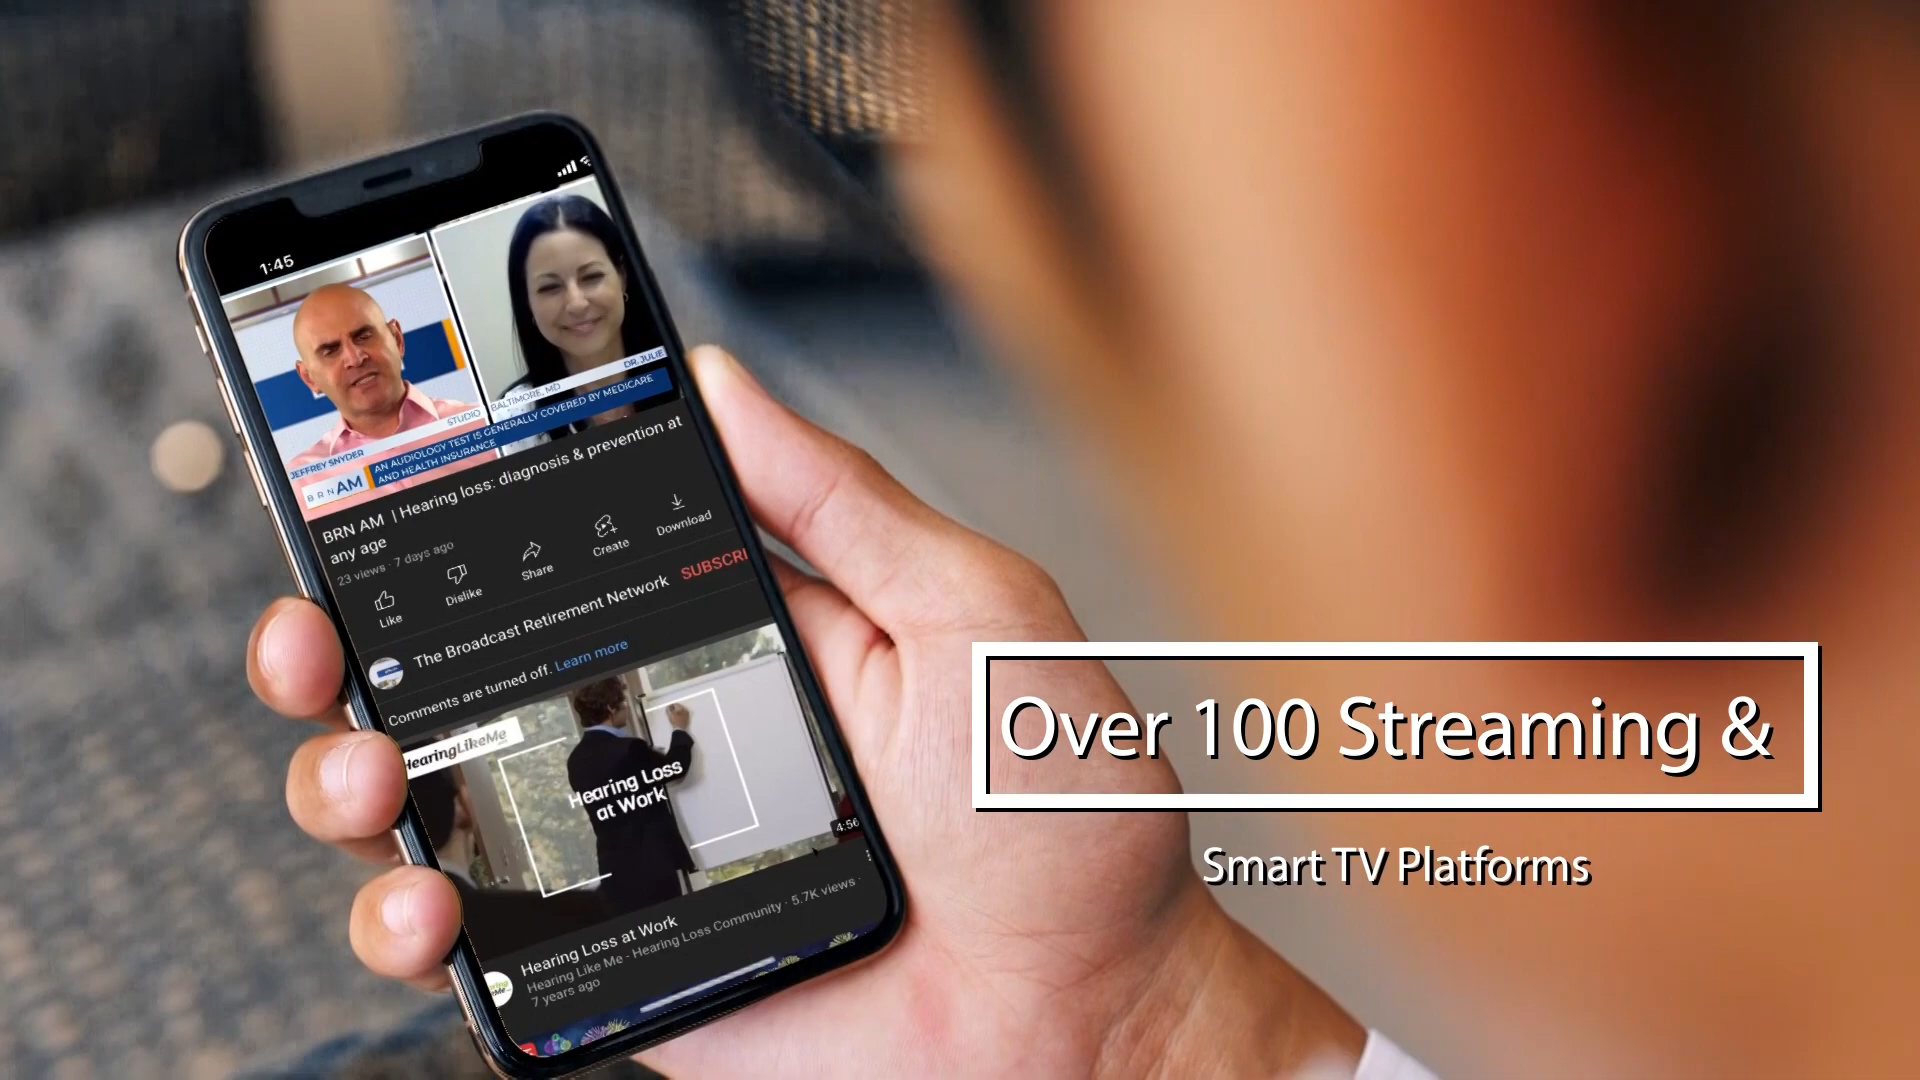 1:45
STUDIO
BALTIMORE, MD
DR. JULIE
JEFFREY SNYDER
BRN AM
AN AUDIOLOGY TEST IS GENERALLY COVERED BY MEDICARE
AND HEALTH INSURANCE
BRN AM | Hearing loss: diagnosis & prevention at
any age
23 views · 7 days ago
Like
Dislike
Share
Create
Download
The Broadcast Retirement Network
SUBSCRI
Comments are turned off. Learn more
HearingLikeMe
Hearing Loss
at Work
4:56
Hearing Loss at Work
Hearing Like Me - Hearing Loss Community · 5.7K views ·
7 years ago
Over 100 Streaming &
Smart TV Platforms